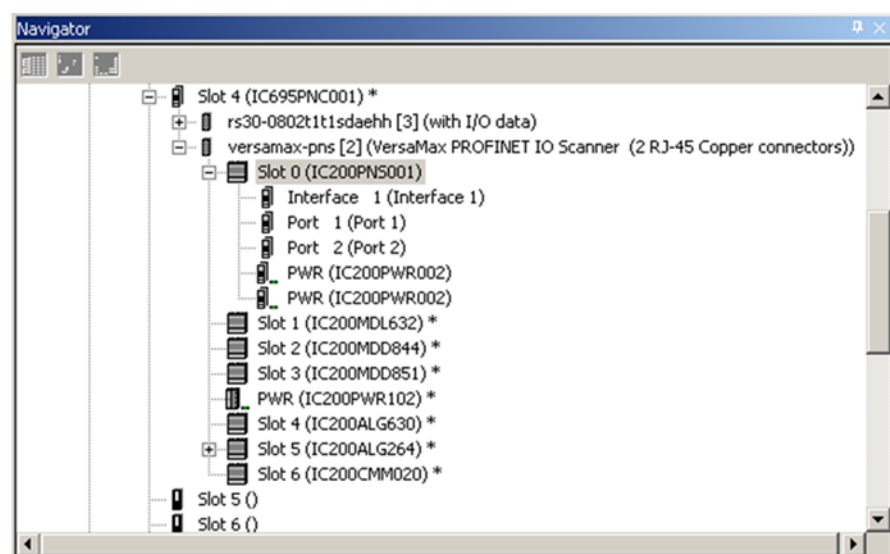 Navigator
Slot 4 (IC695PNC001) *
rs30-0802t1t1sdaehh [3] (with I/O data)
versamax-pns [2] (VersaMax PROFINET IO Scanner (2 RJ-45 Copper connectors))
Slot 0 (IC200PNS001)
Interface 1 (Interface 1)
Port 1 (Port 1)
Port 2 (Port 2)
PWR (IC200PWR002)
PWR (IC200PWR002)
Slot 1 (IC200MDL632) *
Slot 2 (IC200MDD844) *
Slot 3 (IC200MDD851) *
PWR (IC200PWR102) *
Slot 4 (IC200ALG630) *
Slot 5 (IC200ALG264) *
Slot 6 (IC200CMM020) *
Slot 5 ()
Slot 6 ()